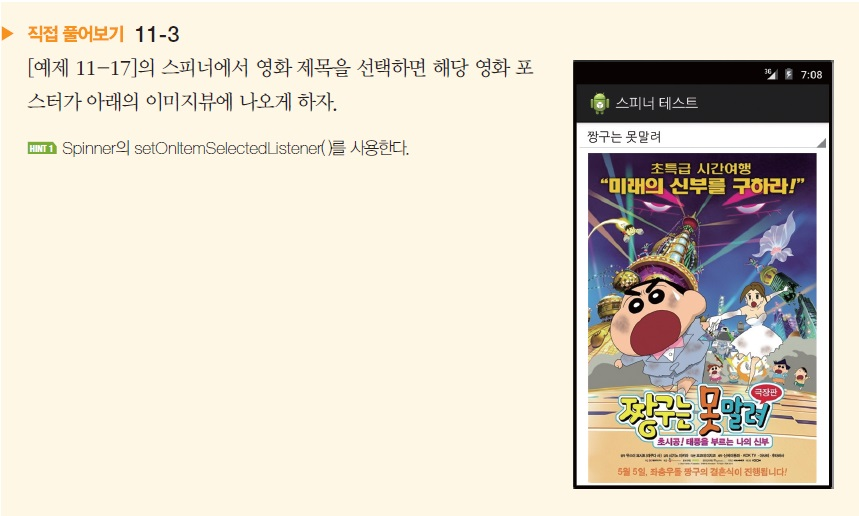 ▶ 직접 풀어보기 11-3
[예제 11-17]의 스피너에서 영화 제목을 선택하면 해당 영화 포
스터가 아래의 이미지뷰에 나오게 하자.
HINT 1 Spinner의 setOnItemSelectedListener( )를 사용한다.
3G 7:08
스피너 테스트
짱구는 못말려
초특급 시간여행
"미래의 신부를 구하라!"
극장판
짱구는 못말려
초시공! 태풍을 부르는 나의 신부
5월 5일, 좌충우돌 짱구의 결혼식이 진행됩니다!